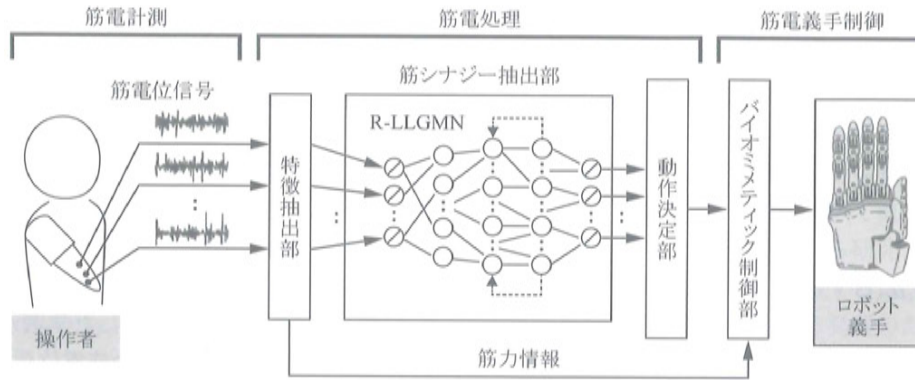 筋電計測
筋電処理
筋電義手制御
筋電位信号
筋シナジー抽出部
R-LLGMN
特徴抽出部
動作決定部
バイオミメティック制御部
操作者
ロボット
義手
筋力情報